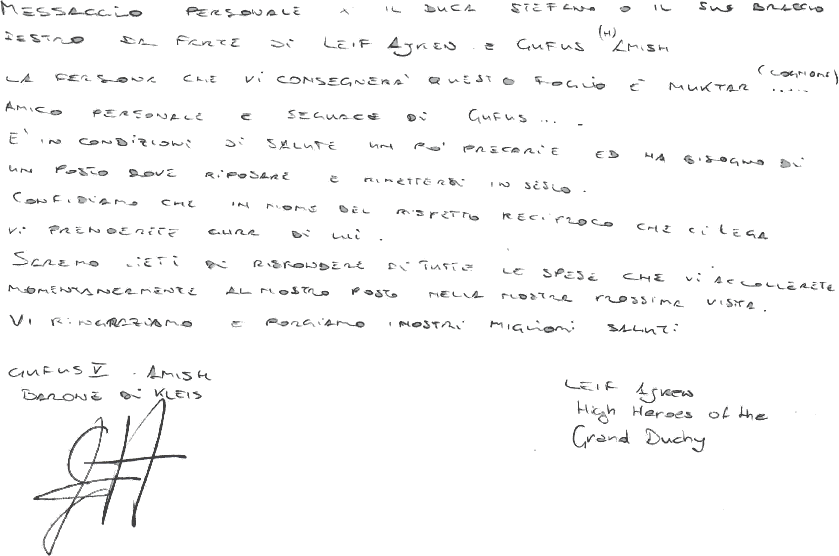 MESSAGGIO PERSONALE X IL DUCA STEFANO O IL SUO BRACCIO
DESTRO DA PARTE DI LEIF AGREN E GUFUS (H) AMISH
LA PERSONA CHE VI CONSEGNERA' QUESTO FOGLIO E' MUKTAR ..... (COGNOME)
AMICO PERSONALE E SEGUACE DI GUFUS ... .
E' IN CONDIZIONI DI SALUTE UN PO' PRECARIE ED HA BISOGNO DI
UN POSTO DOVE RIPOSARE E RIMETTERSI IN SESTO.
CONFIDIAMO CHE IN NOME DEL RISPETTO RECIPROCO CHE CI LEGA
VI PRENDERETE CURA DI LUI.
SAREMO LIETI DI RISPONDERE DI TUTTE LE SPESE CHE VI ACCOLLERETE
MOMENTANEAMENTE AL NOSTRO POSTO NELLA NOSTRA PROSSIMA VISITA.
VI RINGRAZIAMO E PORGIAMO I NOSTRI MIGLIORI SALUTI
GUFUS V . AMISH
BARONE DI KLEIS
LEIF Agren
High Heroes of the
Grand Duchy